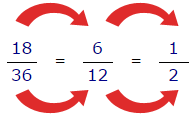 18/36 = 6/12 = 1/2